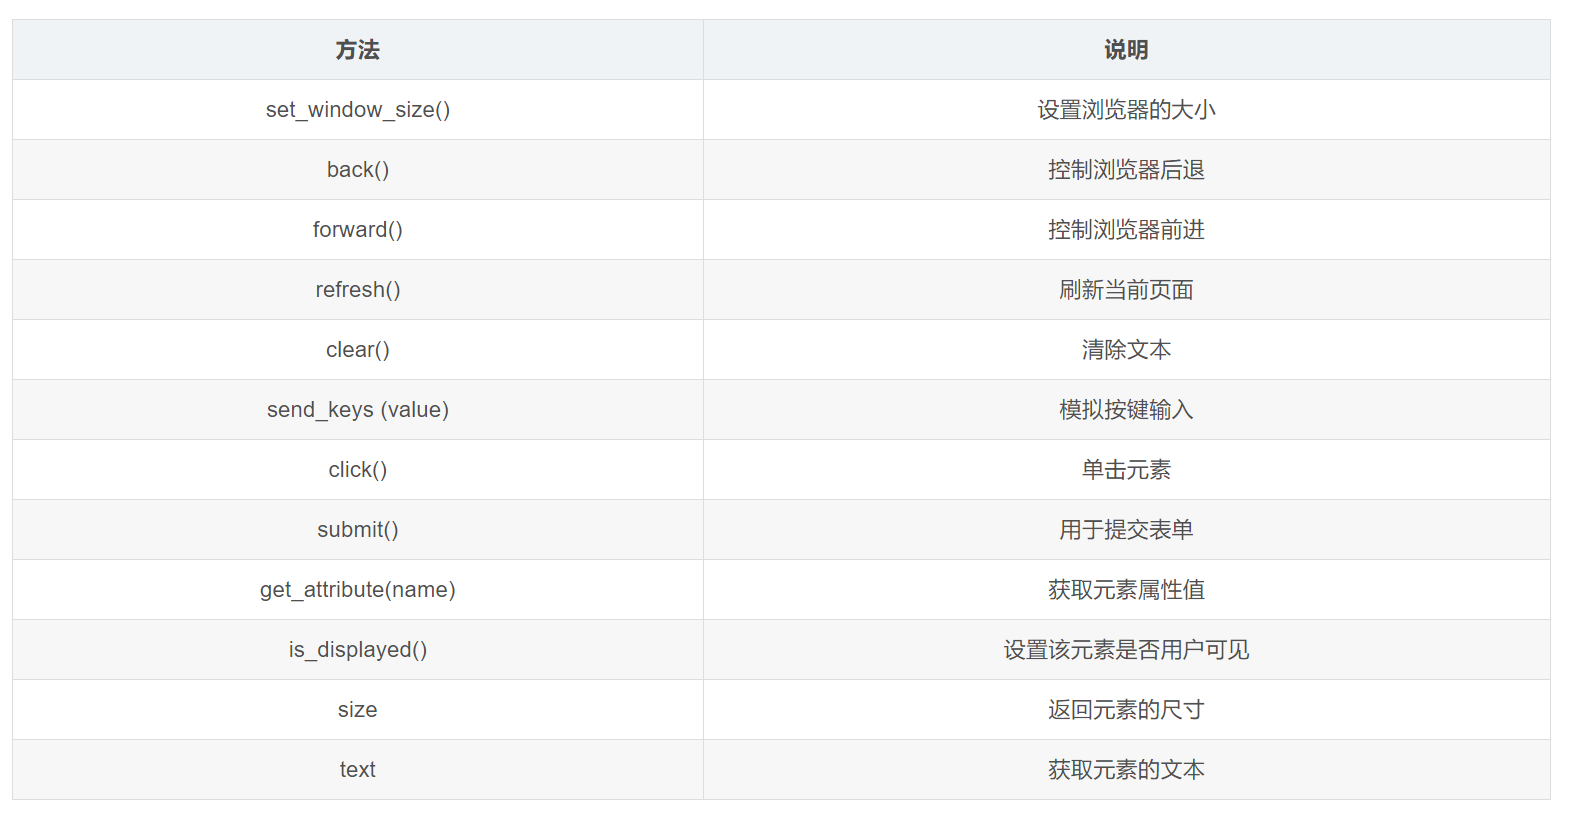 方法 说明
set_window_size() 设置浏览器的大小
back() 控制浏览器后退
forward() 控制浏览器前进
refresh() 刷新当前页面
clear() 清除文本
send_keys (value) 模拟按键输入
click() 单击元素
submit() 用于提交表单
get_attribute(name) 获取元素属性值
is_displayed() 设置该元素是否用户可见
size 返回元素的尺寸
text 获取元素的文本